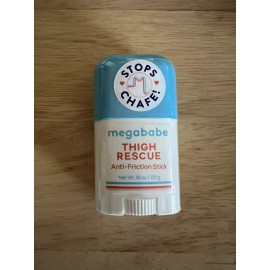 STOPS
M
CHAFE!
megababe
THIGH
RESCUE
Anti-Friction Stick